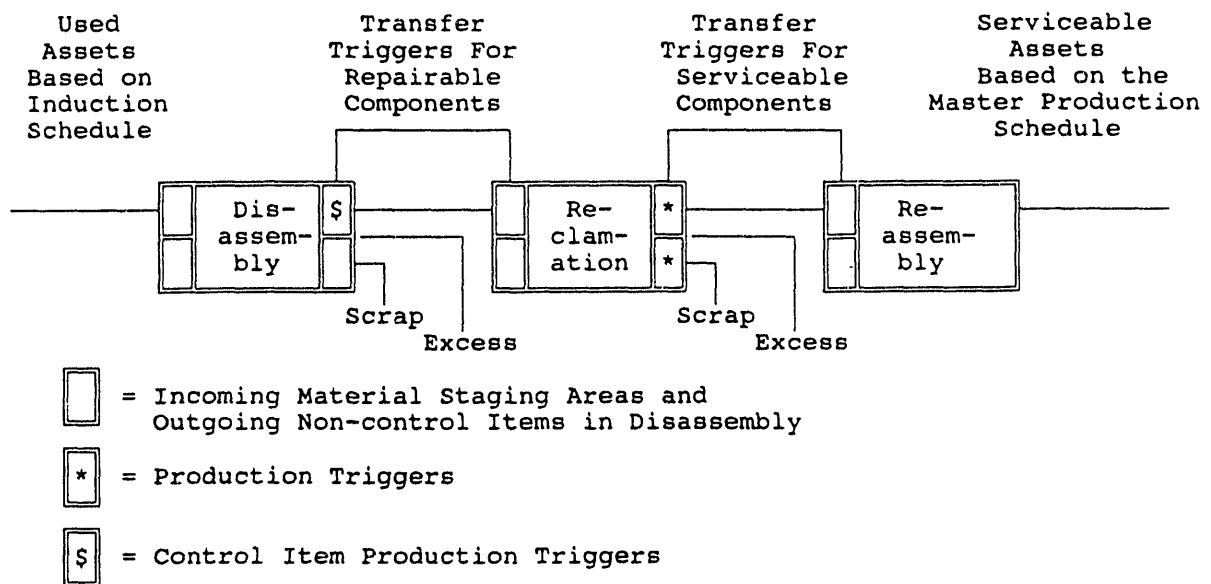 Used
Assets
Based on
Induction
Schedule
Transfer
Triggers For
Repairable
Components
Transfer
Triggers For
Serviceable
Components
Serviceable
Assets
Based on the
Master Production
Schedule
Dis-
assem-
bly
$
Re-
clam-
ation
*
*
Re-
assem-
bly
Scrap
Excess
Scrap
Excess
= Incoming Material Staging Areas and
Outgoing Non-control Items in Disassembly
* = Production Triggers
$ = Control Item Production Triggers